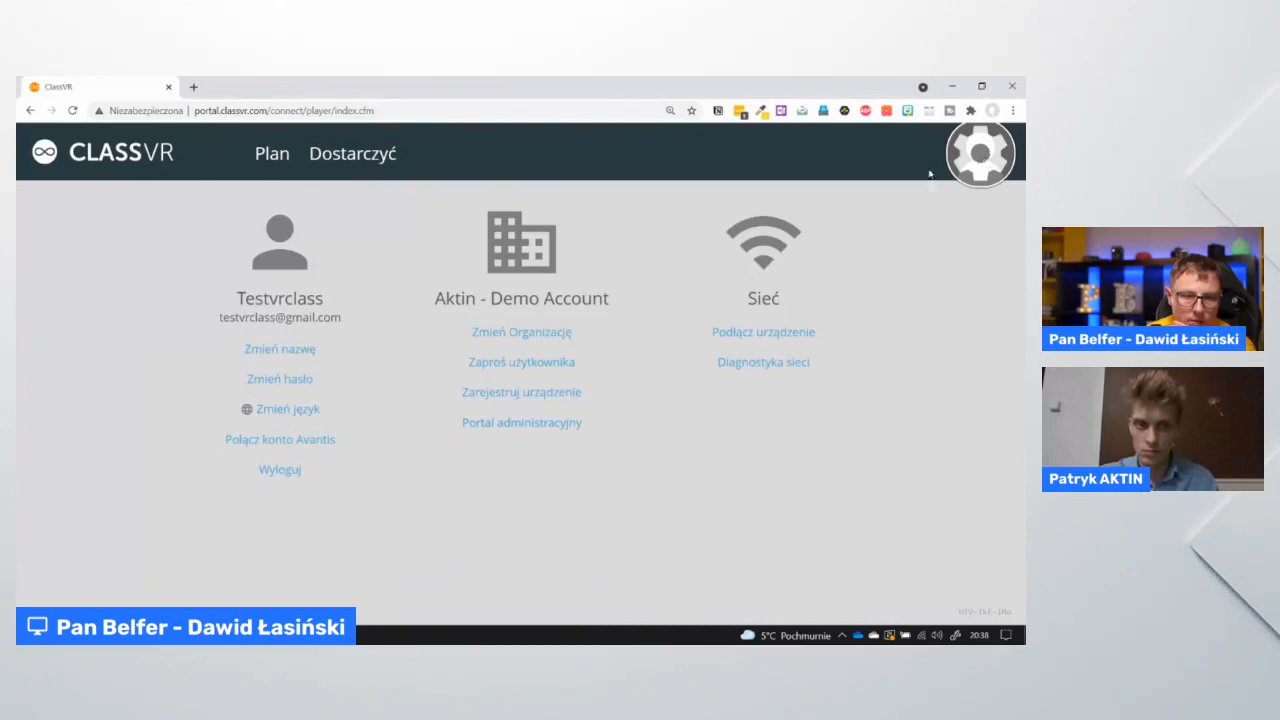 ClassVR
Niezabezpieczona | portal.classvr.com/connect/player/index.cfm
CLASSVR
Plan
Dostarczyć
Testvrclass
testvrclass@gmail.com
Zmień nazwę
Zmień hasło
Zmień język
Połącz konto Avantis
Wyloguj
Aktin - Demo Account
Zmień Organizację
Zaproś użytkownika
Zarejestruj urządzenie
Portal administracyjny
Sieć
Podłącz urządzenie
Diagnostyka sieci
5°C Pochmurnie
20:38
Pan Belfer - Dawid Łasiński
P B
Pan Belfer - Dawid Łasiński
Patryk AKTIN